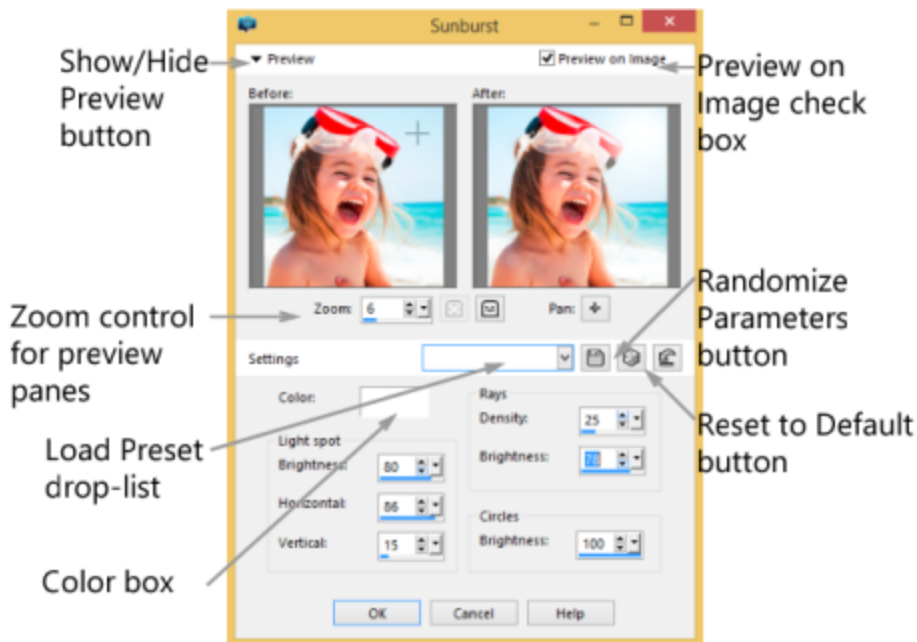 Sunburst
Show/Hide
Preview
button
Preview
Preview on Image
Preview on
Image check
box
Before:
After:
Zoom: 6
Pan:
Zoom control
for preview
panes
Randomize
Parameters
button
Settings
Reset to Default
button
Load Preset
drop-list
Color:
Light spot
Brightness: 80
Horizontal: 86
Vertical: 15
Rays
Density: 25
Brightness: 78
Circles
Brightness: 100
Color box
OK
Cancel
Help